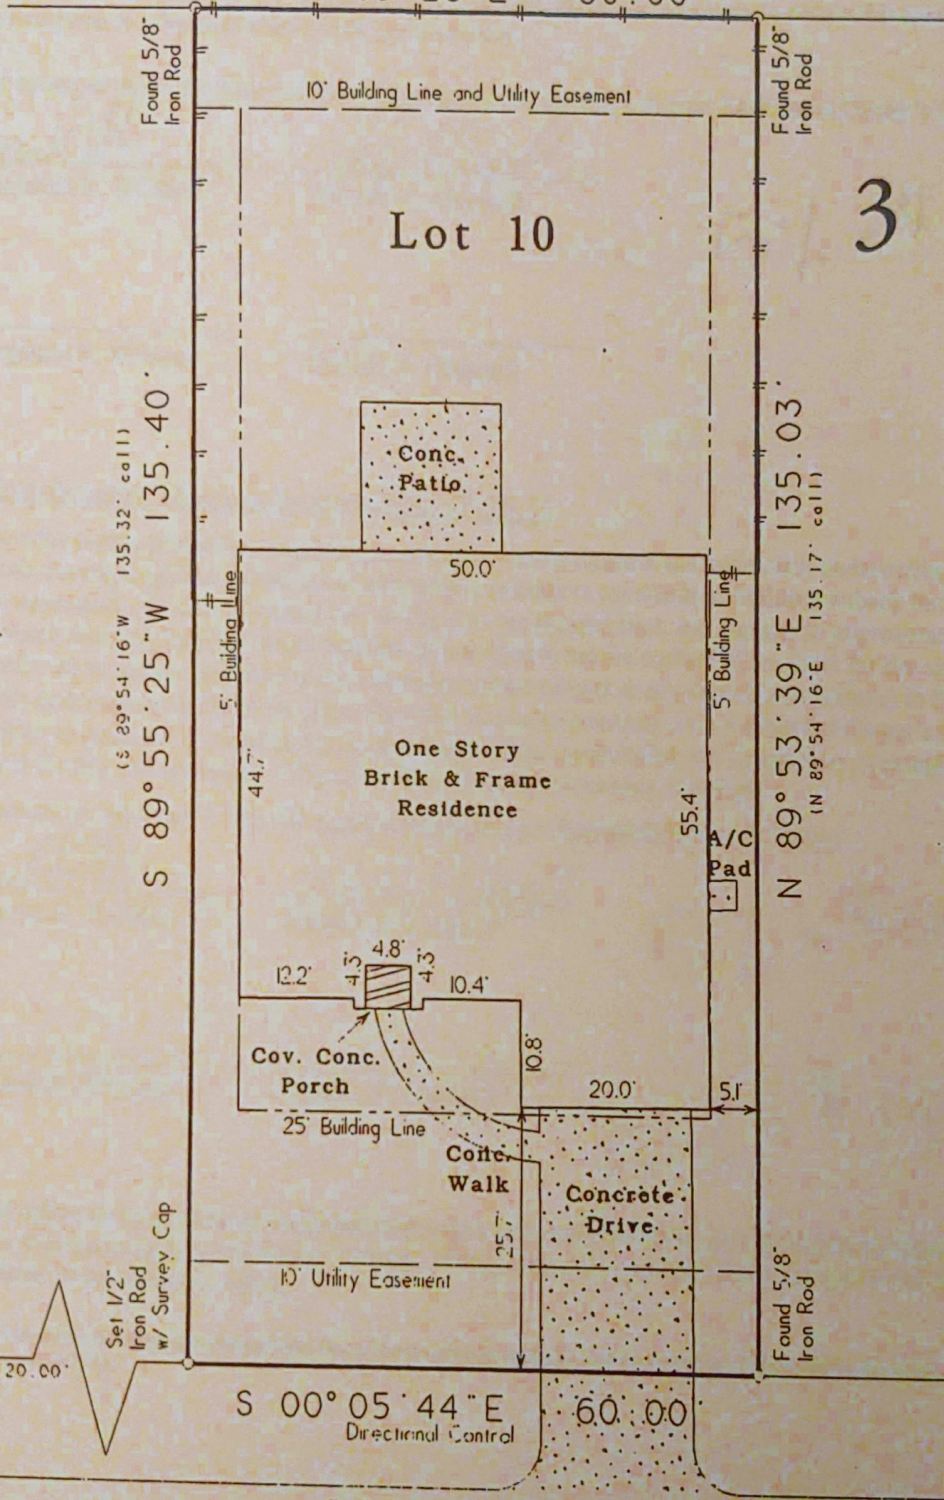 Found 5/8"
Iron Rod
Found 5/8"
Iron Rod
10' Building Line and Utility Easement
Lot 10
3
Conc.
Patio
50.0'
(S 89°54'16"W 135.32' call)
S 89°55'25"W 135.40'
5' Building Line
5' Building Line
N 89°53'39"E 135.03'
(N 89°54'16"E 135.17' call)
44.7'
One Story
Brick & Frame
Residence
55.4'
A/C
Pad
12.2'
4.3'
4.8'
4.3'
10.4'
Cov. Conc.
Porch
10.8'
20.0'
5.1'
25' Building Line
Conc.
Walk
Concrete
Drive
25.7'
10' Utility Easement
Set 1/2"
Iron Rod
w/ Survey Cap
Found 5/8"
Iron Rod
20.00'
S 00°05'44"E 60.00'
Directional Control